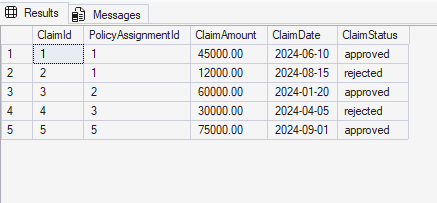 Results Messages
ClaimId PolicyAssignmentId ClaimAmount ClaimDate ClaimStatus
1 1 1 45000.00 2024-06-10 approved
2 2 1 12000.00 2024-08-15 rejected
3 3 2 60000.00 2024-01-20 approved
4 4 3 30000.00 2024-04-05 rejected
5 5 5 75000.00 2024-09-01 approved